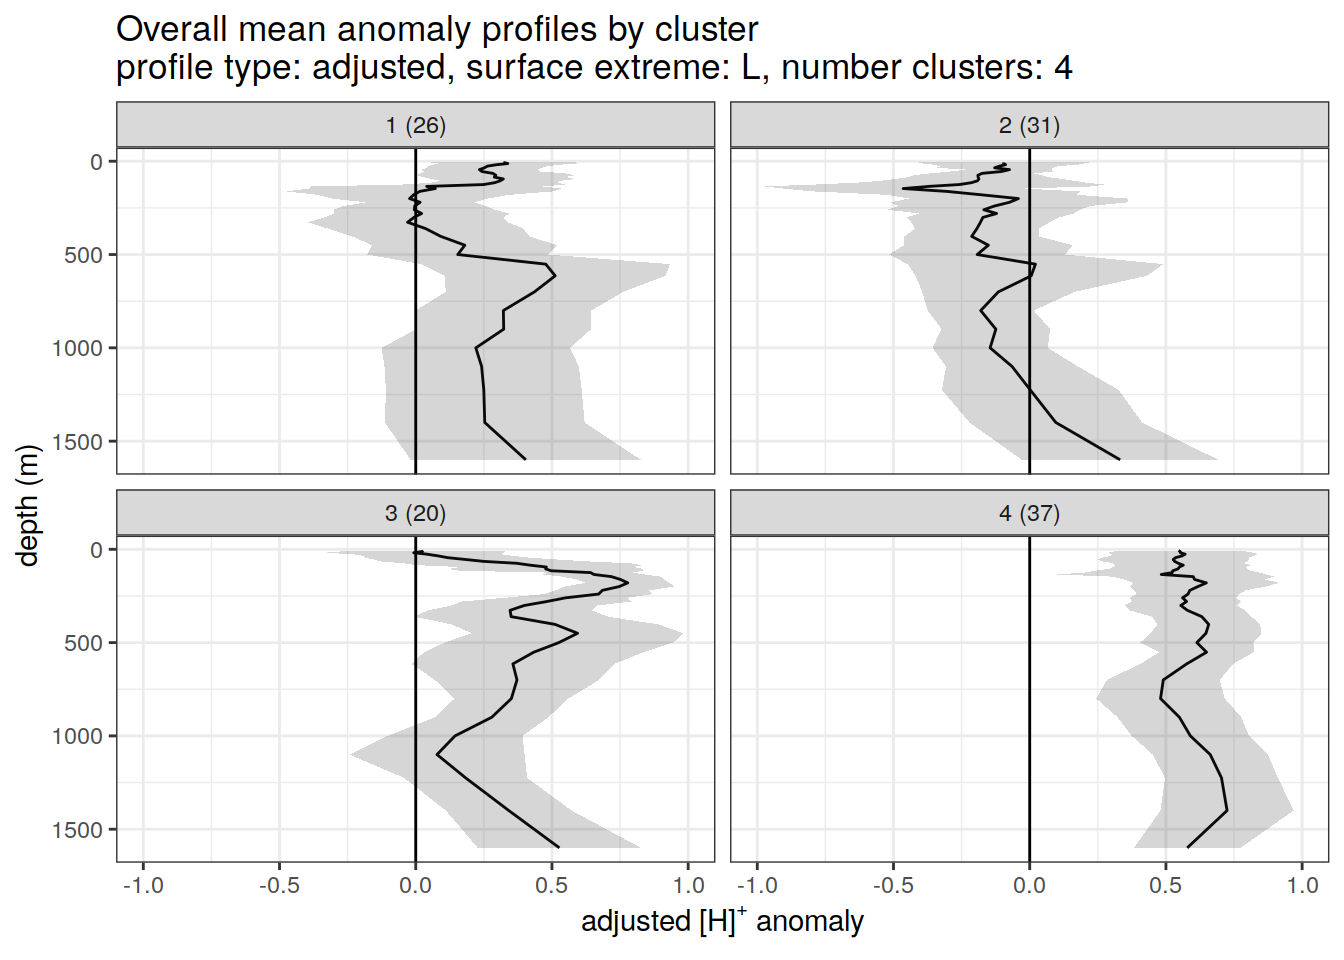 Overall mean anomaly profiles by cluster
profile type: adjusted, surface extreme: L, number clusters: 4
1 (26)
2 (31)
0
500
1000
1500
3 (20)
4 (37)
0
500
1000
1500
depth (m)
-1.0 -0.5 0.0 0.5 1.0 -1.0 -0.5 0.0 0.5 1.0
adjusted [H]⁺ anomaly